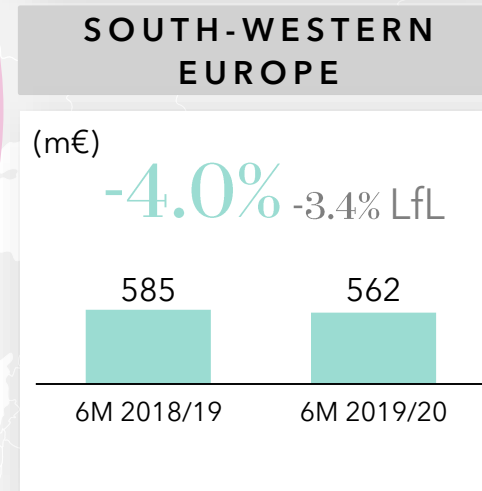 SOUTH-WESTERN
EUROPE
(m€)
-4.0% -3.4% LfL
585 562
6M 2018/19 6M 2019/20